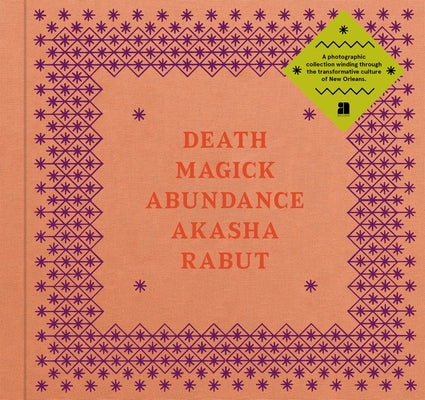 A photographic
collection winding through
the transformative culture
of New Orleans.
DEATH
MAGICK
ABUNDANCE
AKASHA
RABUT